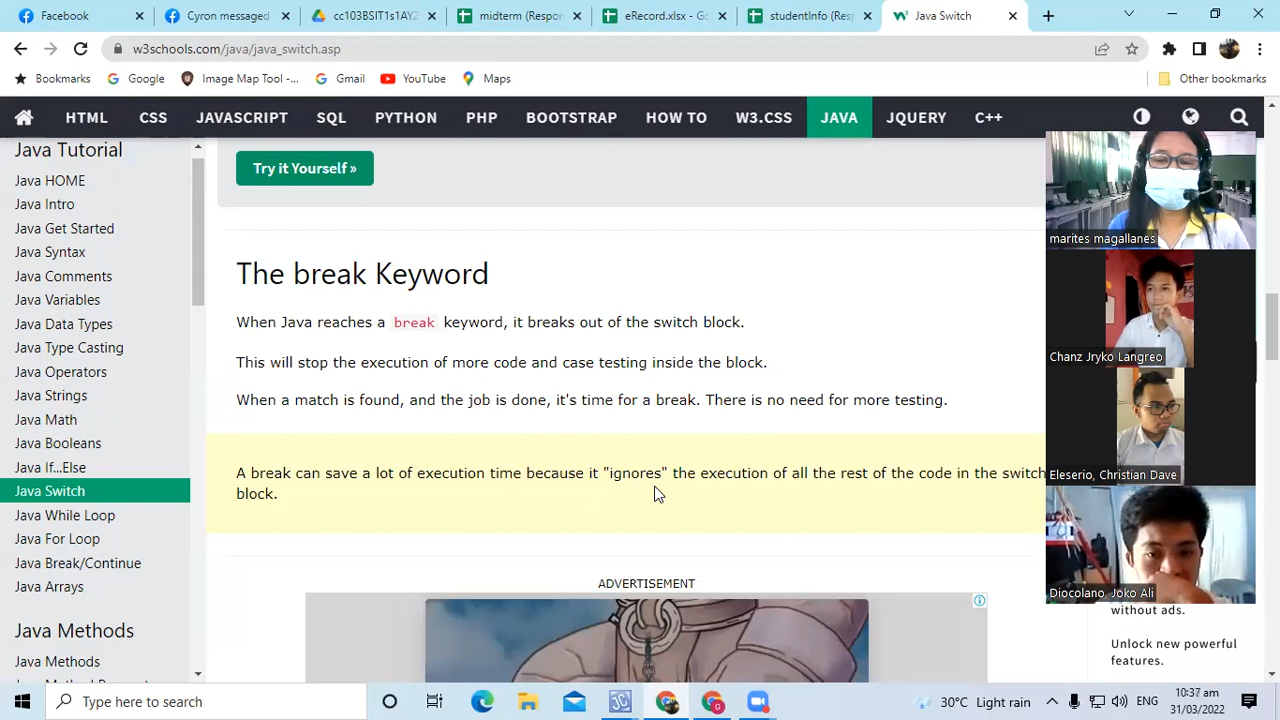 Facebook
Cyron messaged
cc103BSIT1s1AY2
midterm (Respon
eRecord.xlsx - Go
studentInfo (Resp
Java Switch
w3schools.com/java/java_switch.asp
Bookmarks
Google
Image Map Tool -...
Gmail
YouTube
Maps
Other bookmarks
HTML
CSS
JAVASCRIPT
SQL
PYTHON
PHP
BOOTSTRAP
HOW TO
W3.CSS
JAVA
JQUERY
C++
Java Tutorial
Java HOME
Java Intro
Java Get Started
Java Syntax
Java Comments
Java Variables
Java Data Types
Java Type Casting
Java Operators
Java Strings
Java Math
Java Booleans
Java If...Else
Java Switch
Java While Loop
Java For Loop
Java Break/Continue
Java Arrays
Java Methods
Java Methods
Try it Yourself »
The break Keyword
When Java reaches a break keyword, it breaks out of the switch block.
This will stop the execution of more code and case testing inside the block.
When a match is found, and the job is done, it's time for a break. There is no need for more testing.
A break can save a lot of execution time because it "ignores" the execution of all the rest of the code in the switch
block.
ADVERTISEMENT
marites magallanes
Chanz Jryko Langreo
Eleserio, Christian Dave
Diocolano, Joko Ali
without ads.
Unlock new powerful
features.
Type here to search
30°C Light rain
ENG
10:37 am
31/03/2022